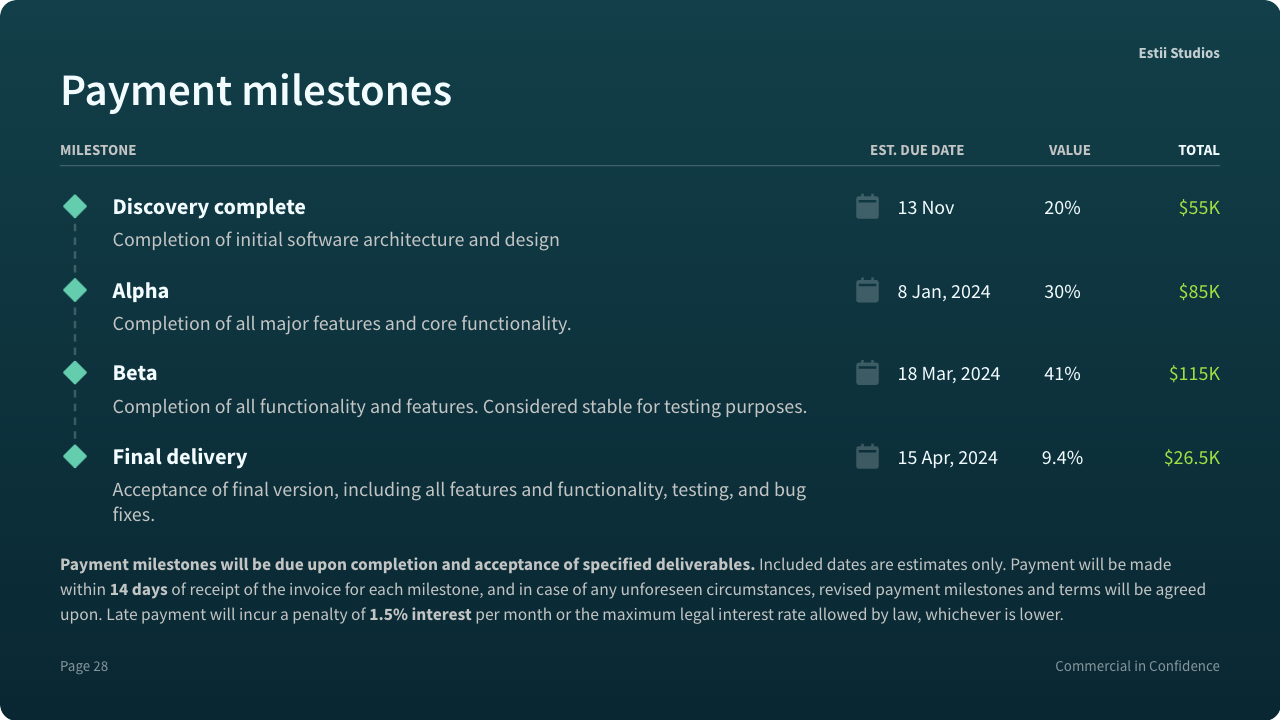 Estii Studios
Payment milestones
MILESTONE EST. DUE DATE VALUE TOTAL
Discovery complete 13 Nov 20% $55K
Completion of initial software architecture and design
Alpha 8 Jan, 2024 30% $85K
Completion of all major features and core functionality.
Beta 18 Mar, 2024 41% $115K
Completion of all functionality and features. Considered stable for testing purposes.
Final delivery 15 Apr, 2024 9.4% $26.5K
Acceptance of final version, including all features and functionality, testing, and bug
fixes.
Payment milestones will be due upon completion and acceptance of specified deliverables. Included dates are estimates only. Payment will be made
within 14 days of receipt of the invoice for each milestone, and in case of any unforeseen circumstances, revised payment milestones and terms will be agreed
upon. Late payment will incur a penalty of 1.5% interest per month or the maximum legal interest rate allowed by law, whichever is lower.
Page 28 Commercial in Confidence